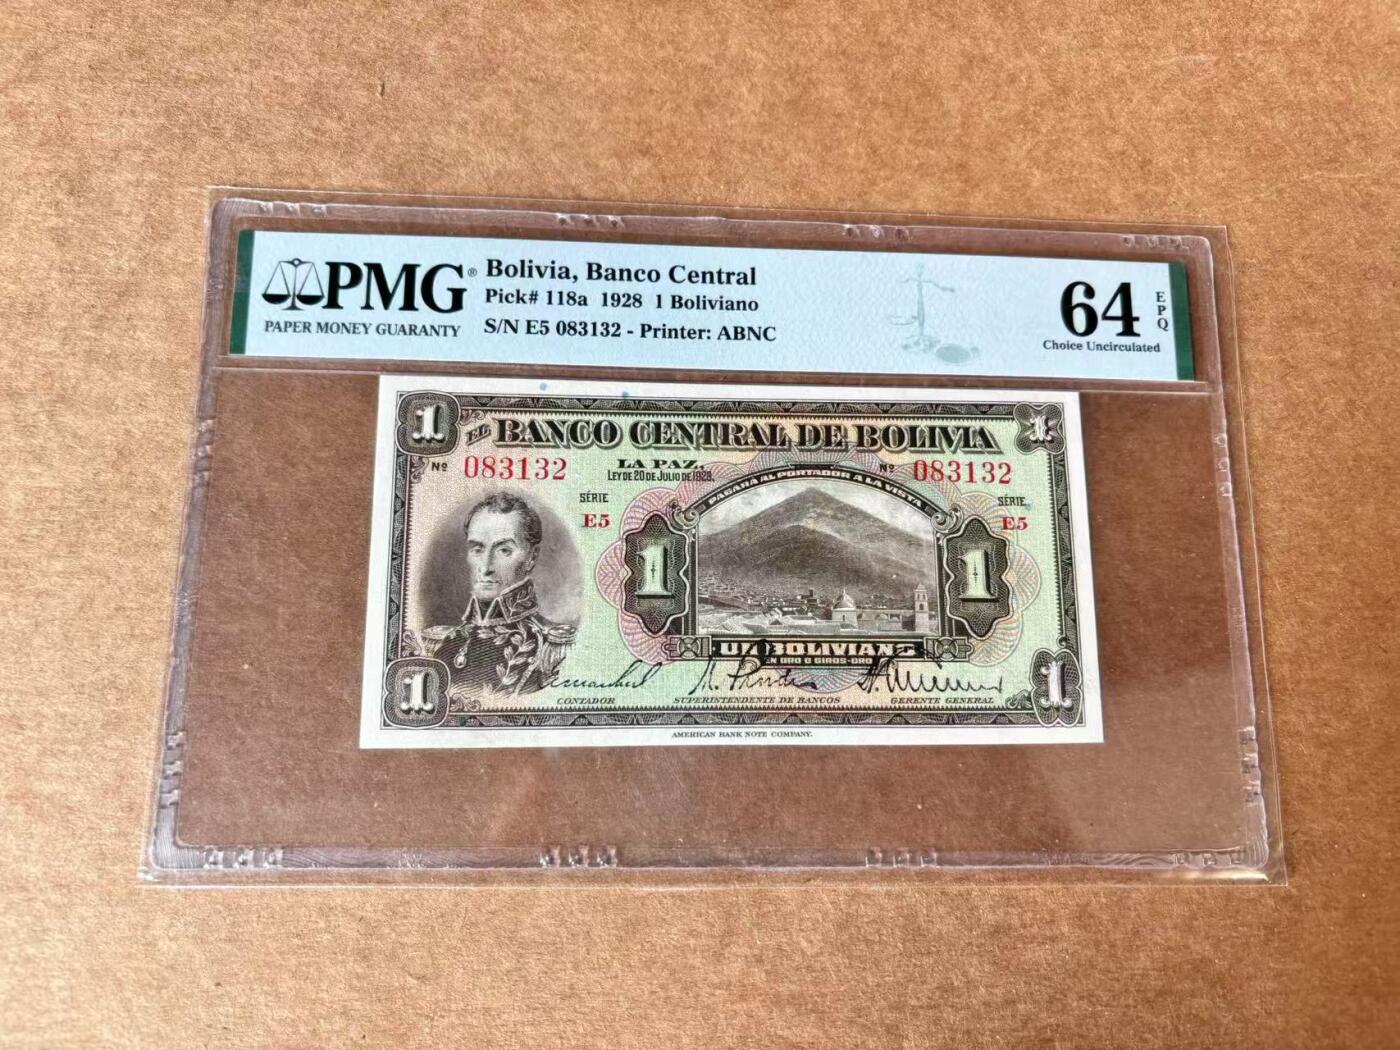 PMG®
PAPER MONEY GUARANTY
Bolivia, Banco Central
Pick# 118a 1928 1 Boliviano
S/N E5 083132 - Printer: ABNC
64 EPQ
Choice Uncirculated
1 1
EL BANCO CENTRAL DE BOLIVIA
Nº 083132 LA PAZ, Nº 083132
LEY DE 20 DE JULIO DE 1928.
PAGARÁ AL PORTADOR A LA VISTA
SÉRIE SÉRIE
E5 E5
1 1
UN BOLIVIANO
EN ORO O GIROS-ORO
1 1
CONTADOR SUPERINTENDENTE DE BANCOS GERENTE GENERAL
AMERICAN BANK NOTE COMPANY.